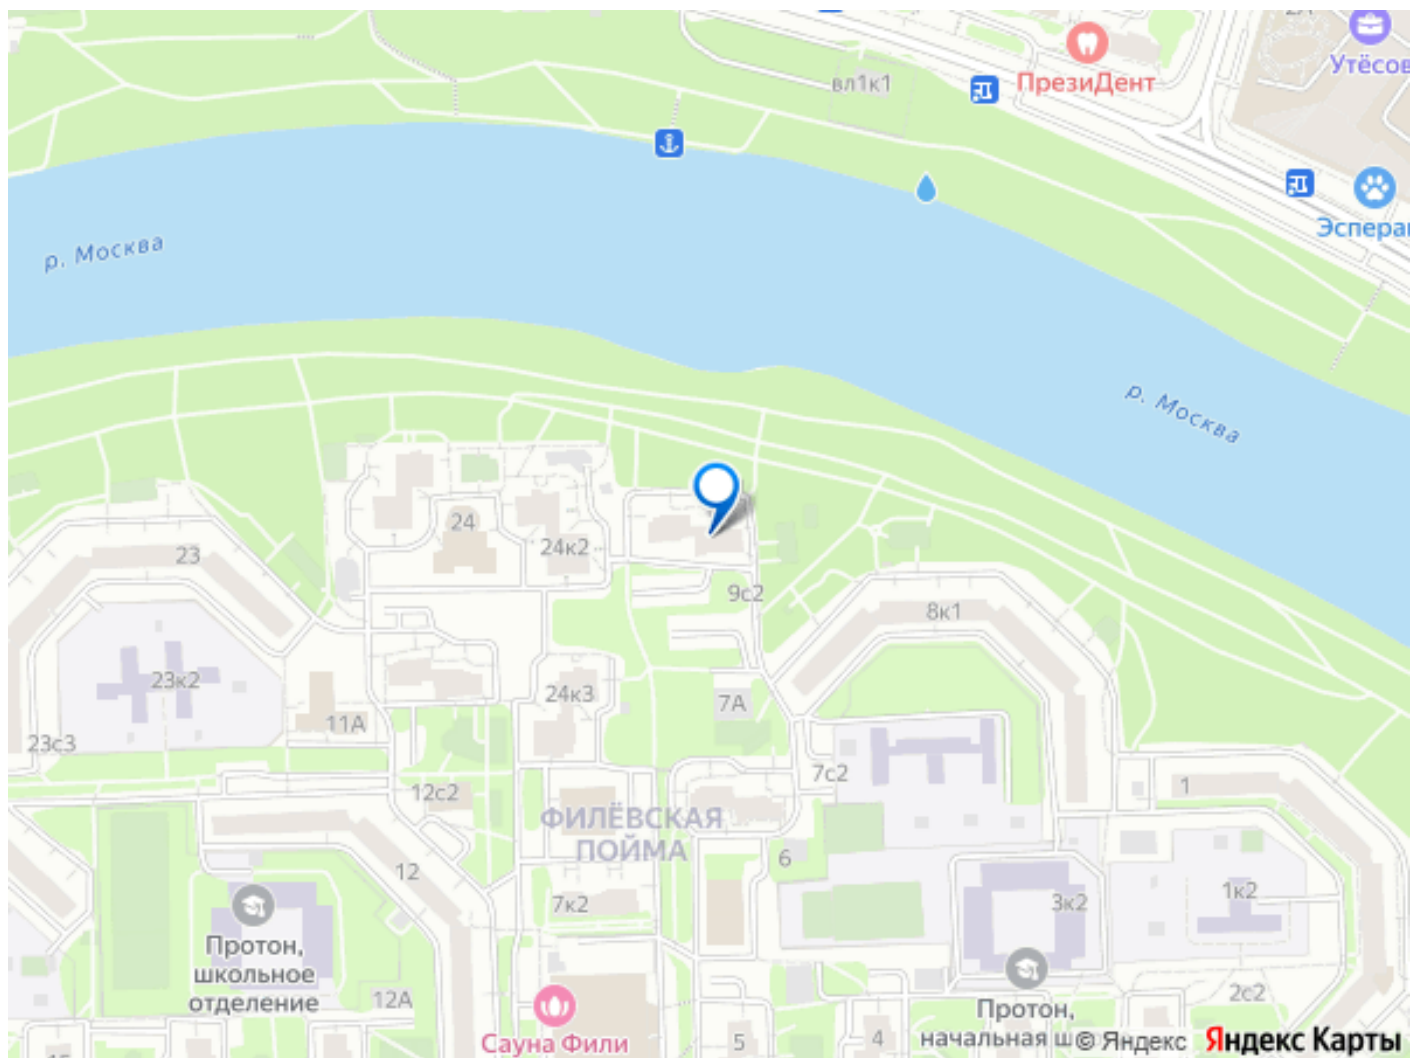 2А
Утёсов
ПрезиДент
вл1к1
Эсперан
р. Москва
р. Москва
24
24к2
23
9с2
8к1
23к2
24к3
7А
11А
23с3
7с2
1
12с2
ФИЛЁВСКАЯ
ПОЙМА
6
12
7к2
3к2
1к2
Протон,
школьное
отделение
12А
2с2
Протон,
начальная ш
Сауна Фили
5
4
© Яндекс
Яндекс Карты